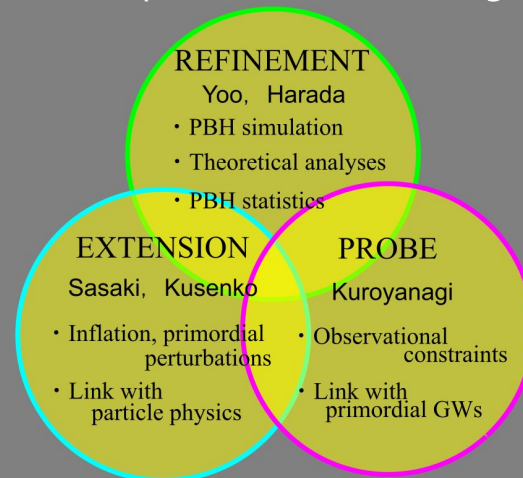 REFINEMENT
Yoo, Harada
・PBH simulation
・Theoretical analyses
・PBH statistics
EXTENSION
Sasaki, Kusenko
・Inflation, primordial
perturbations
・Link with
particle physics
PROBE
Kuroyanagi
・Observational
constraints
・Link with
primordial GWs